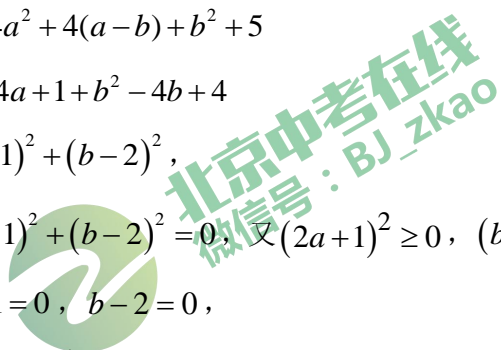 a² + 4(a − b) + b² + 5
4a + 1 + b² − 4b + 4
1)² + (b − 2)²，
1)² + (b − 2)² = 0，又(2a + 1)² ≥ 0，(b
= 0，b − 2 = 0，
北京中考在线
微信号：BJ_zkao